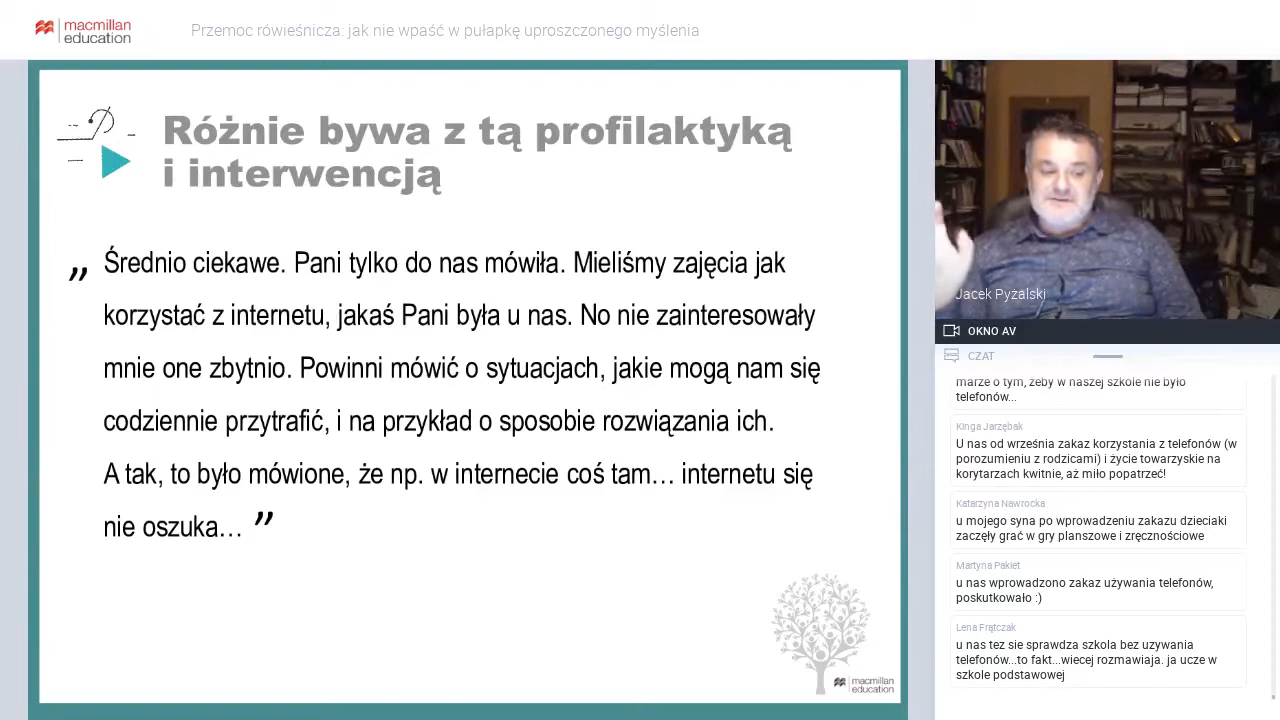 macmillan
education
Przemoc rówieśnicza: jak nie wpaść w pułapkę uproszczonego myślenia
Różnie bywa z tą profilaktyką
i interwencją
„ Średnio ciekawe. Pani tylko do nas mówiła. Mieliśmy zajęcia jak
korzystać z internetu, jakaś Pani była u nas. No nie zainteresowały
mnie one zbytnio. Powinni mówić o sytuacjach, jakie mogą nam się
codziennie przytrafić, i na przykład o sposobie rozwiązania ich.
A tak, to było mówione, że np. w internecie coś tam… internetu się
nie oszuka… ”
macmillan
education
Jacek Pyżalski
OKNO AV
CZAT
marze o tym, żeby w naszej szkole nie było
telefonów...
Kinga Jarzębak
U nas od września zakaz korzystania z telefonów (w
porozumieniu z rodzicami) i życie towarzyskie na
korytarzach kwitnie, aż miło popatrzeć!
Katarzyna Nawrocka
u mojego syna po wprowadzeniu zakazu dzieciaki
zaczęły grać w gry planszowe i zręcznościowe
Martyna Pakiet
u nas wprowadzono zakaz używania telefonów,
poskutkowało :)
Lena Frątczak
u nas tez sie sprawdza szkola bez uzywania
telefonów...to fakt...wiecej rozmawiaja. ja ucze w
szkole podstawowej